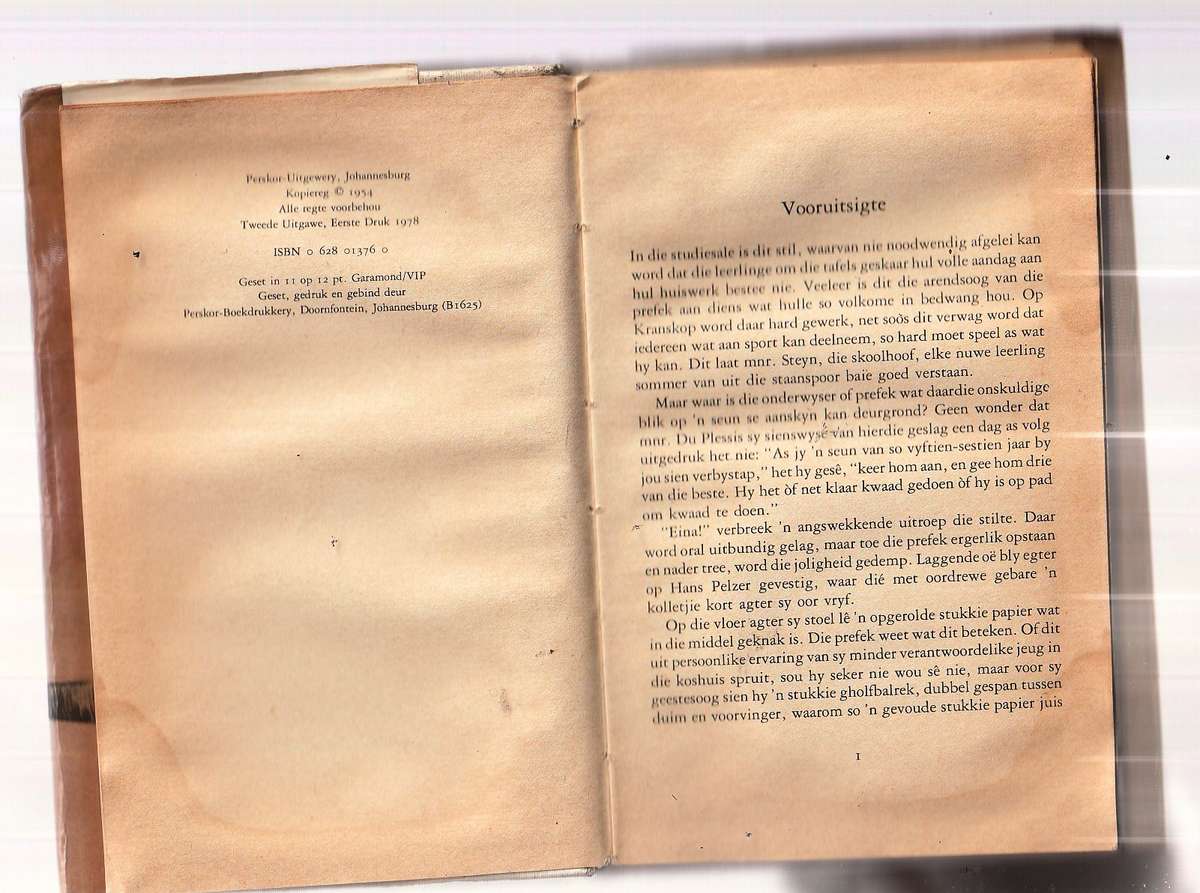 Perskor-Uitgewery, Johannesburg
Kopiereg © 1954
Alle regte voorbehou
Tweede Uitgawe, Eerste Druk 1978
ISBN 0 628 01376 0
Geset in 11 op 12 pt. Garamond/VIP
Geset, gedruk en gebind deur
Perskor-Boekdrukkery, Doornfontein, Johannesburg (B1625)
Vooruitsigte
In die studiesale is dit stil, waarvan nie noodwendig afgelei kan
word dat die leerlinge om die tafels geskaar hul volle aandag aan
hul huiswerk bestee nie. Veeleer is dit die arendsoog van die
prefek aan diens wat hulle so volkome in bedwang hou. Op
Kranskop word daar hard gewerk, net soòs dit verwag word dat
iedereen wat aan sport kan deelneem, so hard moet speel as wat
hy kan. Dit laat mnr. Steyn, die skoolhoof, elke nuwe leerling
sommer van uit die staanspoor baie goed verstaan.
Maar waar is die onderwyser of prefek wat daardie onskuldige
blik op 'n seun se aanskyn kan deurgrond? Geen wonder dat
mnr. Du Plessis sy sienswyse van hierdie geslag een dag as volg
uitgedruk het nie: "As jy 'n seun van so vyftien-sestien jaar by
jou sien verbystap," het hy gesê, "keer hom aan, en gee hom drie
van die beste. Hy het òf net klaar kwaad gedoen òf hy is op pad
om kwaad te doen."
"Eina!" verbreek 'n angswekkende uitroep die stilte. Daar
word oral uitbundig gelag, maar toe die prefek ergerlik opstaan
en nader tree, word die joligheid gedemp. Laggende oë bly egter
op Hans Pelzer gevestig, waar dié met oordrewe gebare 'n
kolletjie kort agter sy oor vryf.
Op die vloer agter sy stoel lê 'n opgerolde stukkie papier wat
in die middel geknak is. Die prefek weet wat dit beteken. Of dit
uit persoonlike ervaring van sy minder verantwoordelike jeug in
die koshuis spruit, sou hy seker nie wou sê nie, maar voor sy
geestesoog sien hy 'n stukkie gholfbalrek, dubbel gespan tussen
duim en voorvinger, waarom so 'n gevoude stukkie papier juis
1